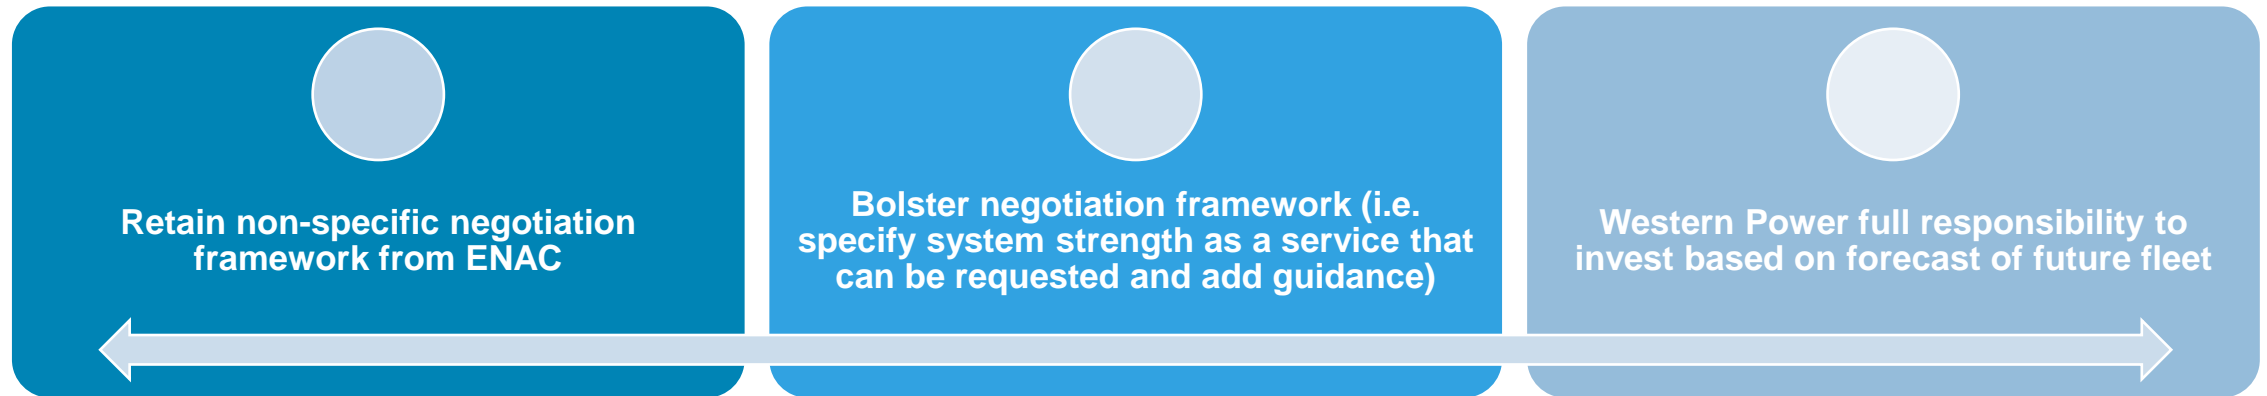 Retain non-specific negotiation
framework from ENAC
Bolster negotiation framework (i.e.
specify system strength as a service that
can be requested and add guidance)
Western Power full responsibility to
invest based on forecast of future fleet